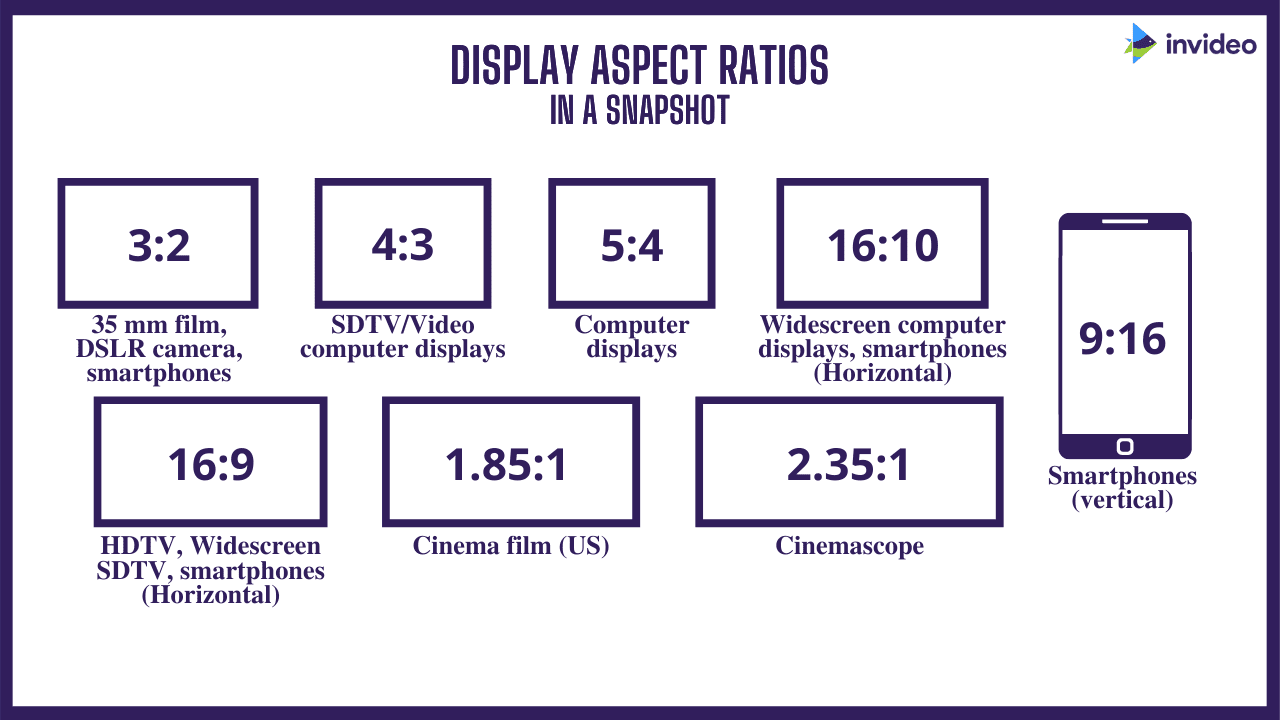 invideo
DISPLAY ASPECT RATIOS
IN A SNAPSHOT
3:2
35 mm film,
DSLR camera,
smartphones
4:3
SDTV/Video
computer displays
5:4
Computer
displays
16:10
Widescreen computer
displays, smartphones
(Horizontal)
9:16
Smartphones
(vertical)
16:9
HDTV, Widescreen
SDTV, smartphones
(Horizontal)
1.85:1
Cinema film (US)
2.35:1
Cinemascope